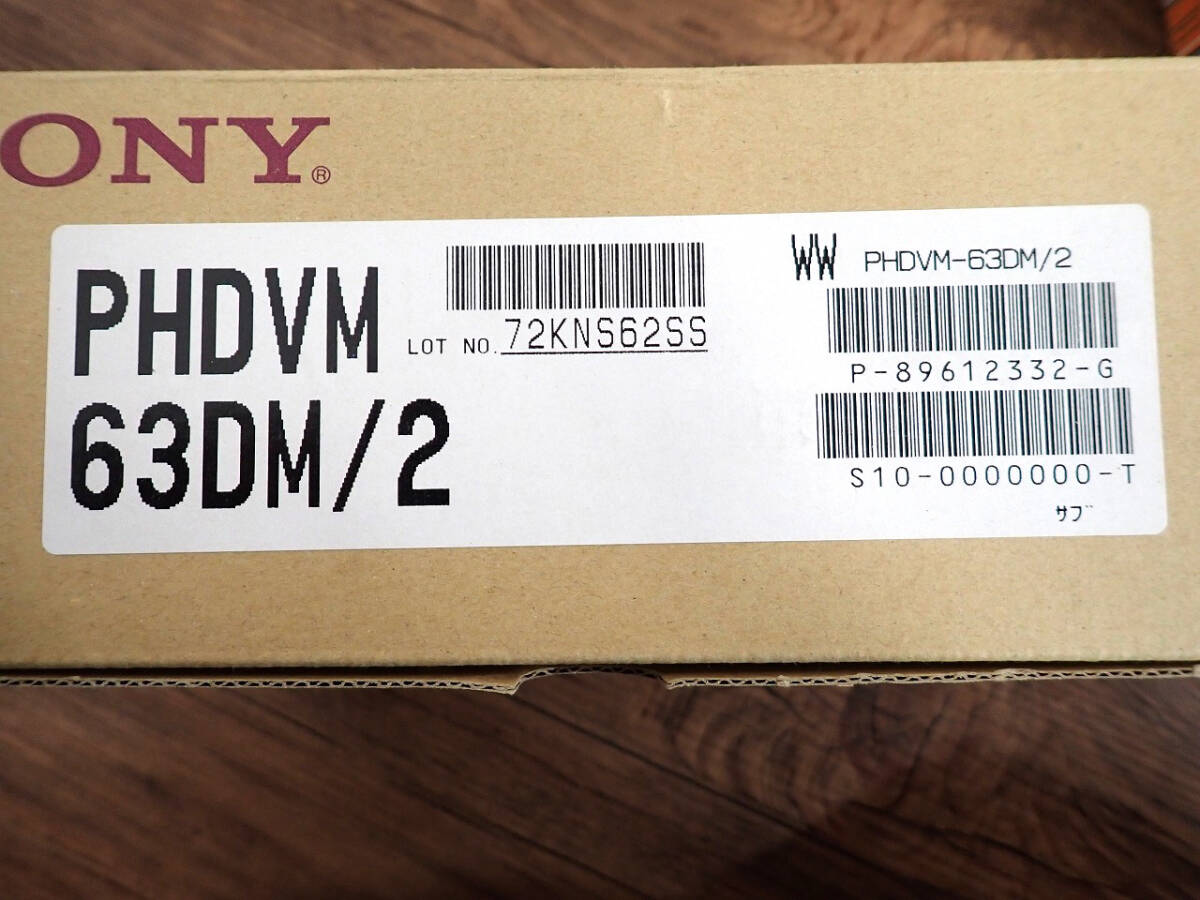 ONY®
PHDVM
63DM/2
LOT NO. 72KNS62SS
WW PHDVM-63DM/2
P-89612332-G
S10-0000000-T
ｻﾌﾞ